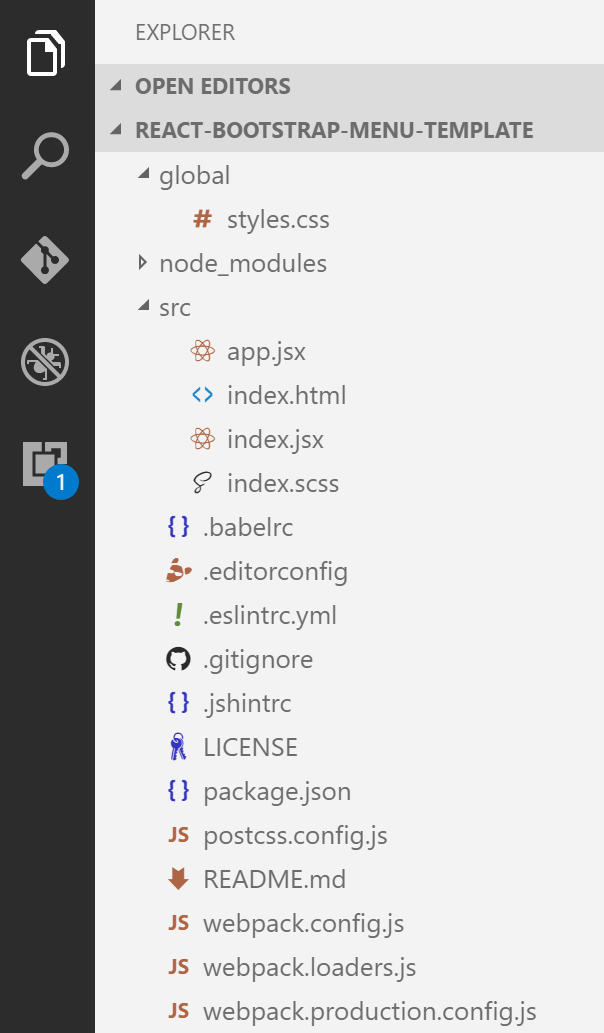 EXPLORER
OPEN EDITORS
REACT-BOOTSTRAP-MENU-TEMPLATE
global
# styles.css
node_modules
src
app.jsx
<> index.html
index.jsx
index.scss
{} .babelrc
.editorconfig
! .eslintrc.yml
.gitignore
{} .jshintrc
LICENSE
1
{} package.json
JS postcss.config.js
README.md
JS webpack.config.js
JS webpack.loaders.js
JS webpack.production.config.js